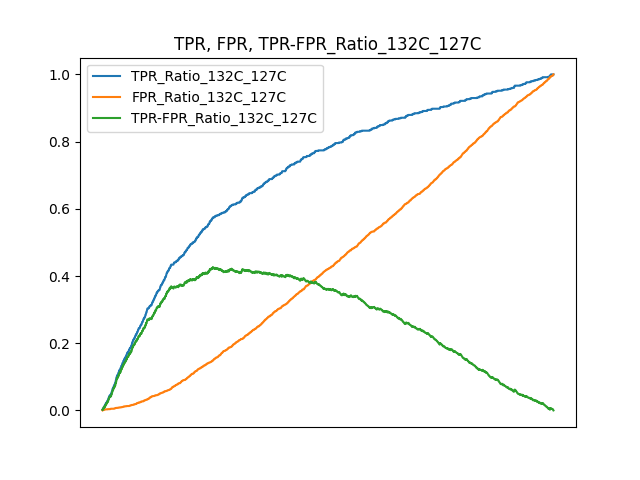 TPR, FPR, TPR-FPR_Ratio_132C_127C
TPR_Ratio_132C_127C
FPR_Ratio_132C_127C
TPR-FPR_Ratio_132C_127C
1.0
0.8
0.6
0.4
0.2
0.0